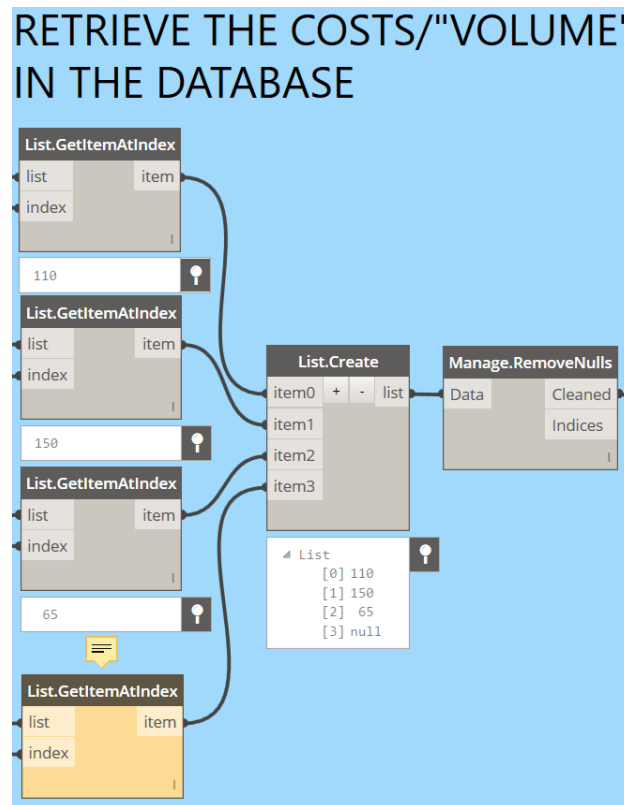 RETRIEVE THE COSTS/"VOLUME"
IN THE DATABASE
List.GetItemAtIndex
list item
index
l
110
List.GetItemAtIndex
list item
index
l
150
List.GetItemAtIndex
list item
index
l
65
List.GetItemAtIndex
list item
index
l
List.Create
item0 + - list
item1
item2
item3
List
[0] 110
[1] 150
[2] 65
[3] null
Manage.RemoveNulls
Data Cleaned
Indices
l